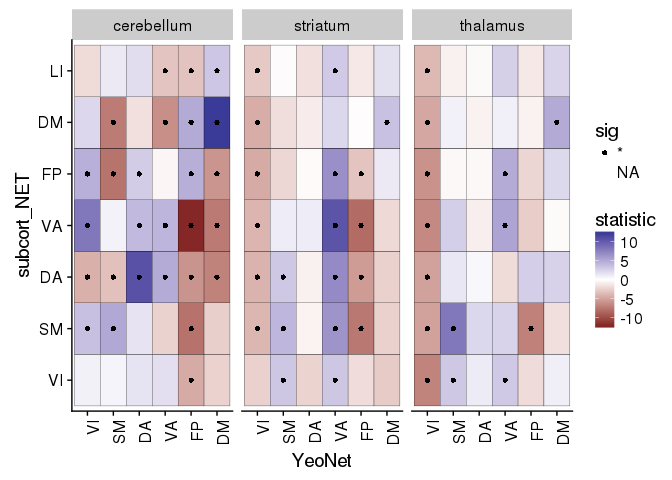 cerebellum
striatum
thalamus
LI
DM
FP
VA
DA
SM
VI
subcort_NET
VI
SM
DA
VA
FP
DM
VI
SM
DA
VA
FP
DM
VI
SM
DA
VA
FP
DM
YeoNet
sig
*
NA
statistic
10
5
0
-5
-10